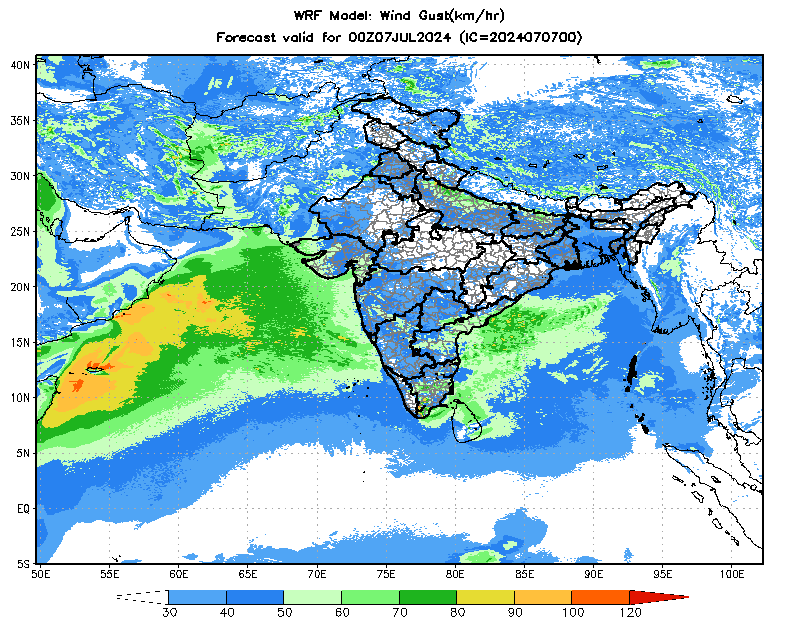 WRF Model: Wind Gust(km/hr)
Forecast valid for 00Z07JUL2024 (IC=2024070700)
40N
35N
30N
25N
20N
15N
10N
5N
EQ
5S
50E 55E 60E 65E 70E 75E 80E 85E 90E 95E 100E
30 40 50 60 70 80 90 100 120